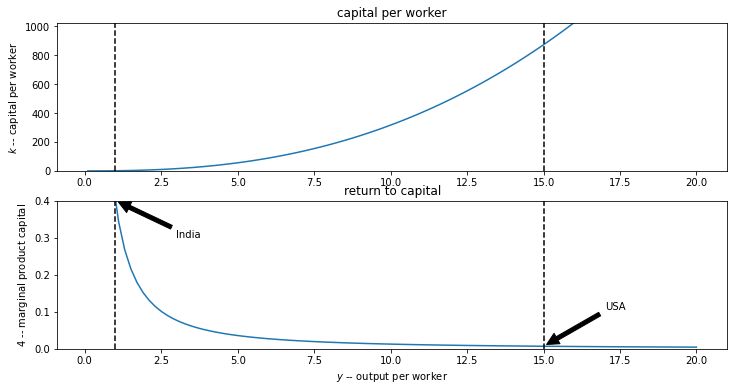 capital per worker
k -- capital per worker
1000
800
600
400
200
0
0.0 2.5 5.0 7.5 10.0 12.5 15.0 17.5 20.0
return to capital
4 -- marginal product capital
0.4
0.3
0.2
0.1
0.0
India
USA
0.0 2.5 5.0 7.5 10.0 12.5 15.0 17.5 20.0
y -- output per worker